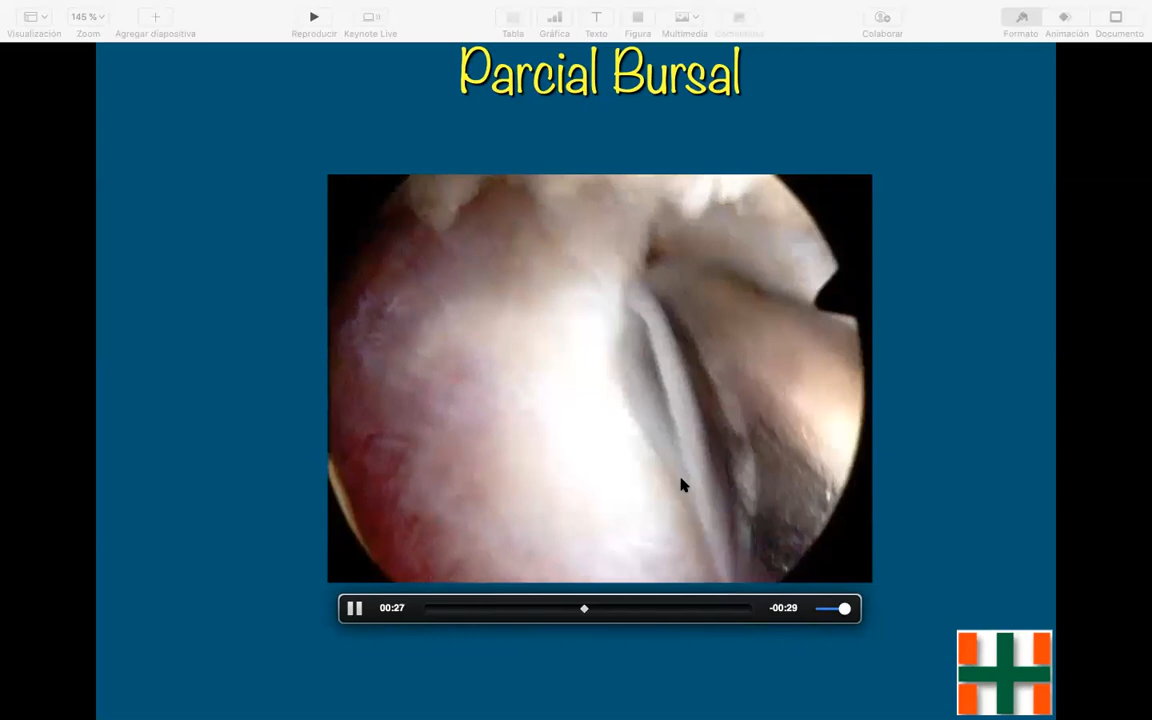 Visualización
145 %
Zoom
Agregar diapositiva
Reproducir
Keynote Live
Tabla
Gráfica
Texto
Figura
Multimedia
Comentario
Colaborar
Formato
Animación
Documento
Parcial Bursal
00:27
-00:29